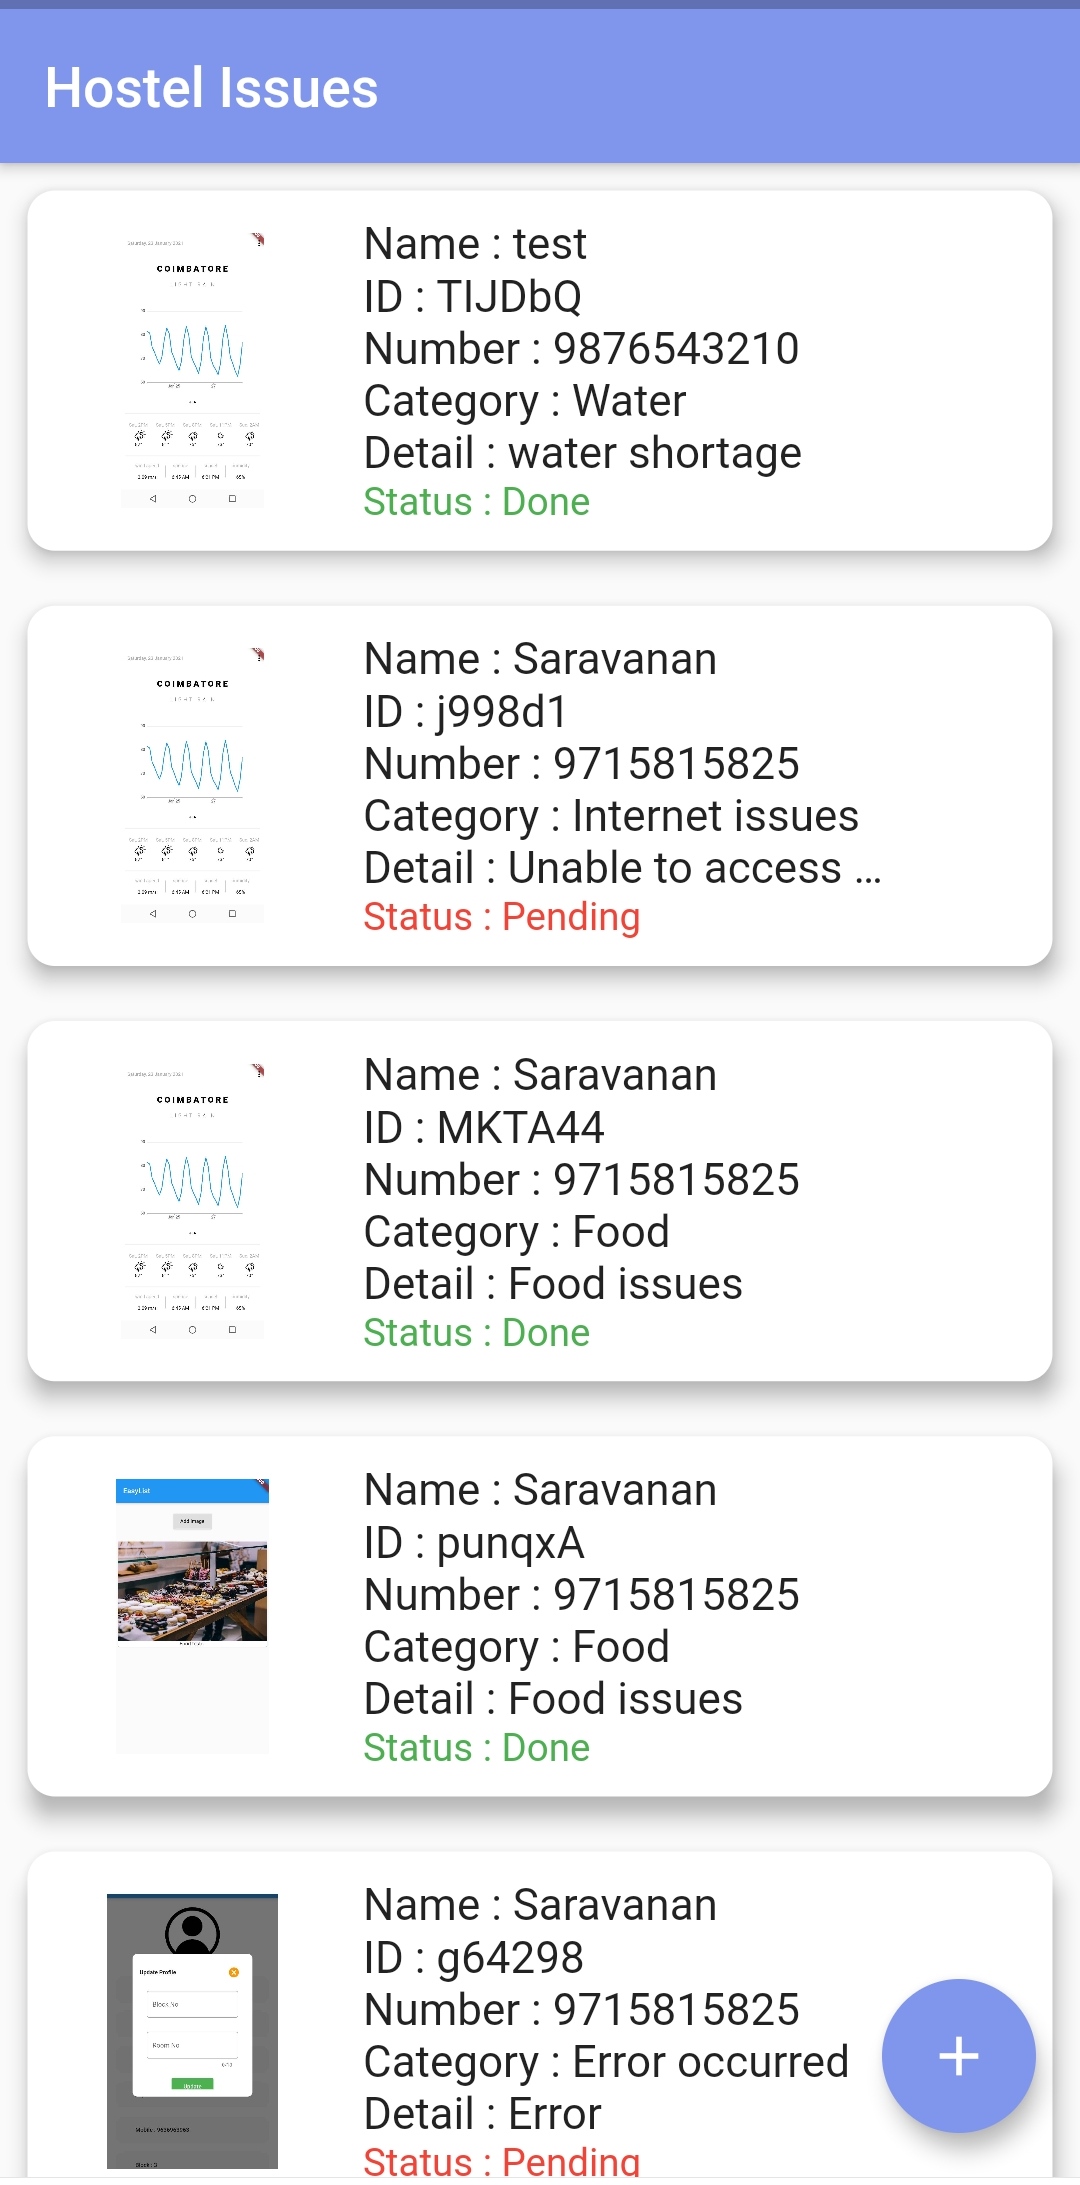 Hostel Issues
Name : test
ID : TIJDbQ
Number : 9876543210
Category : Water
Detail : water shortage
Status : Done
COIMBATORE
Name : Saravanan
ID : j998d1
Number : 9715815825
Category : Internet issues
Detail : Unable to access ...
Status : Pending
COIMBATORE
Name : Saravanan
ID : MKTA44
Number : 9715815825
Category : Food
Detail : Food issues
Status : Done
COIMBATORE
Name : Saravanan
ID : punqxA
Number : 9715815825
Category : Food
Detail : Food issues
Status : Done
EasyList
Add Image
Name : Saravanan
ID : g64298
Number : 9715815825
Category : Error occurred
Detail : Error
Status : Pending
Update Profile
Block No
Room No
Update